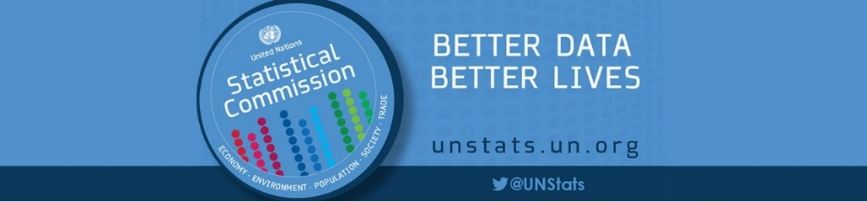 United Nations
Statistical
Commission
ECONOMY · ENVIRONMENT · POPULATION · SOCIETY · TRADE
BETTER DATA
BETTER LIVES
unstats.un.org
@UNStats